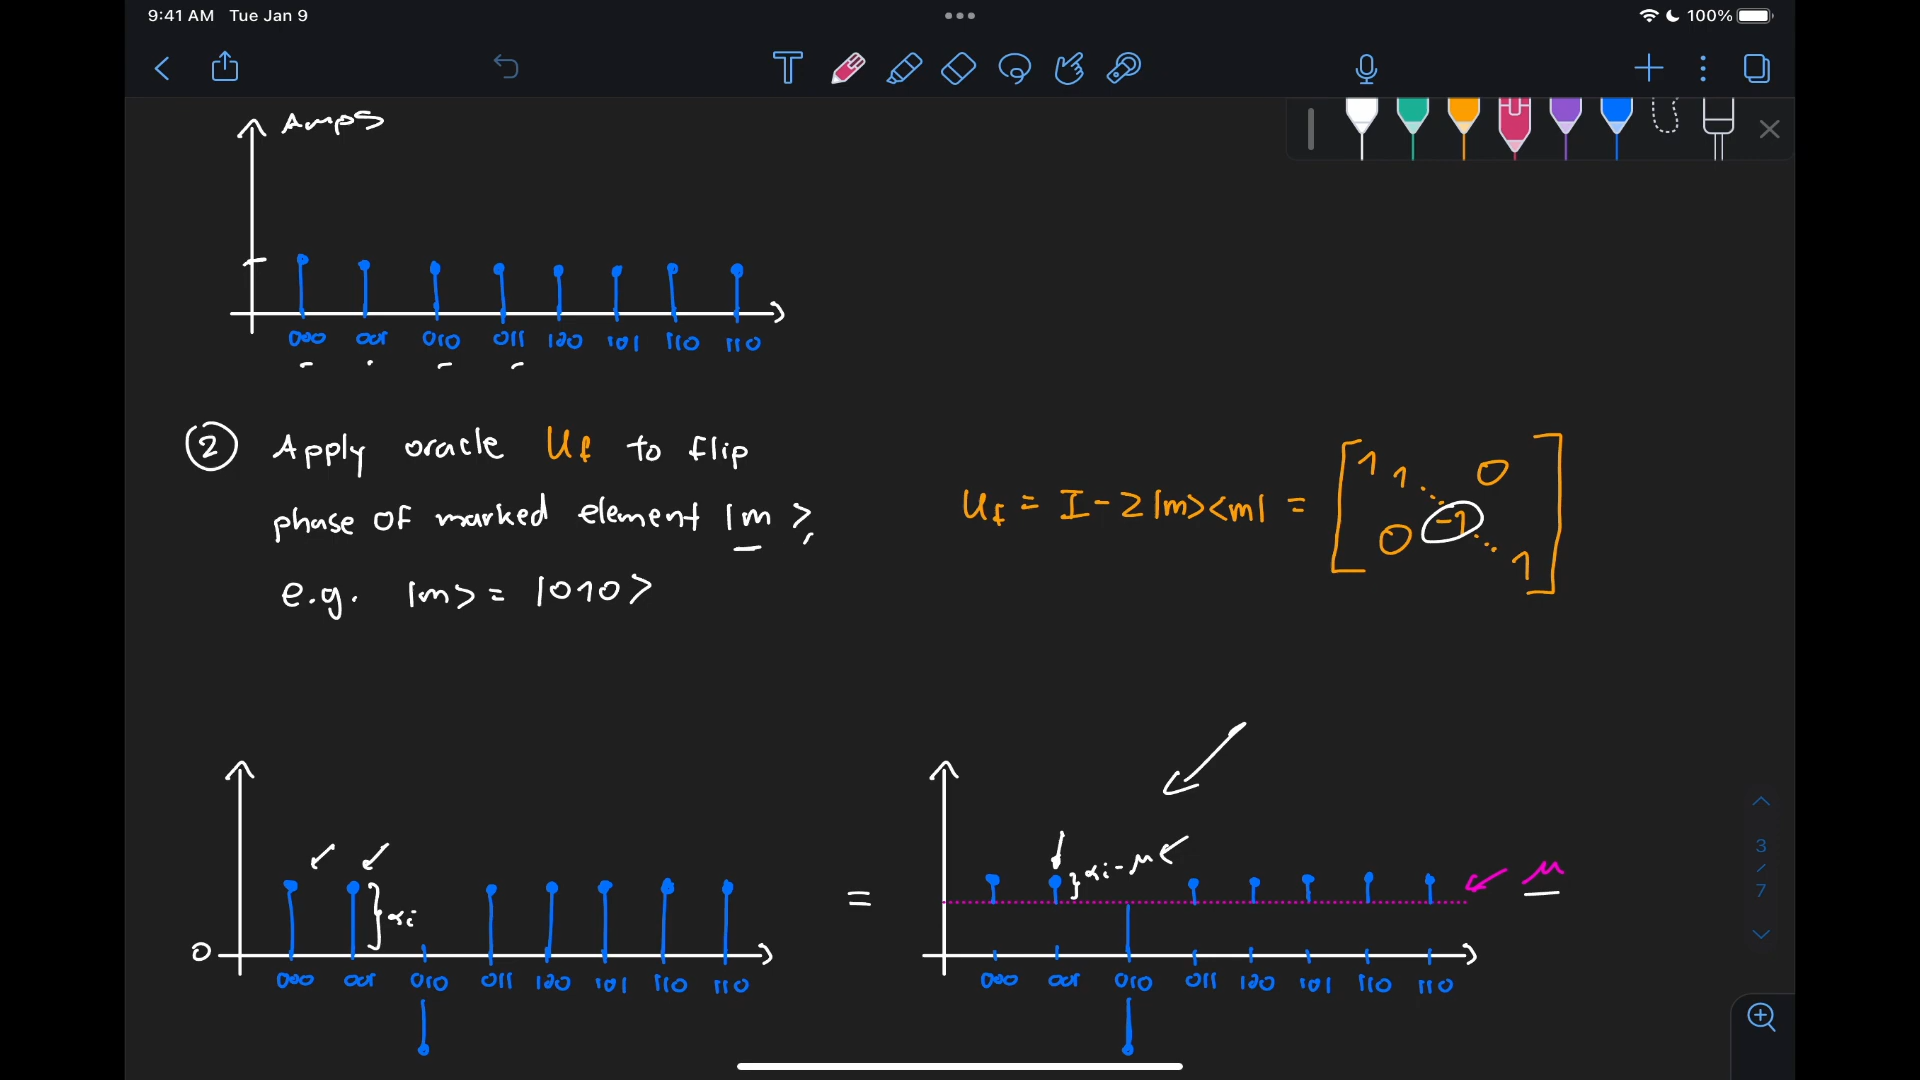 9:41 AM Tue Jan 9
100%
Amps
000 001 010 011 100 101 110 110
② Apply oracle Uf to flip
phase of marked element |m>,
e.g. |m> = |010>
Uf = I - 2|m><m| =
1 1 ⋱ 0
0 -1 ⋱ 1
αi
0
000 001 010 011 100 101 110 110
=
αi - μ
μ
000 001 010 011 100 101 110 110
3
/
7